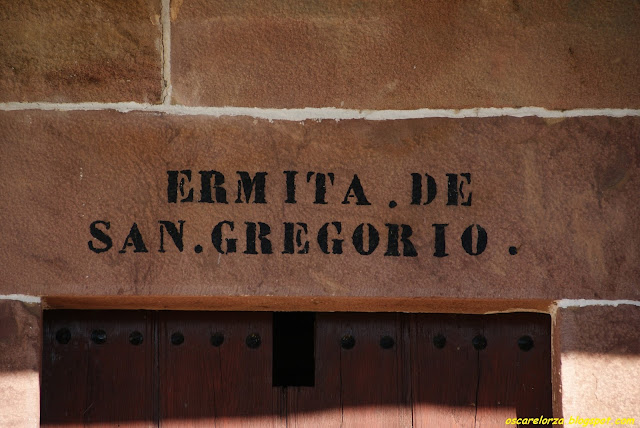 ERMITA . DE
SAN . GREGORIO .
oscarelorza.blogspot.com